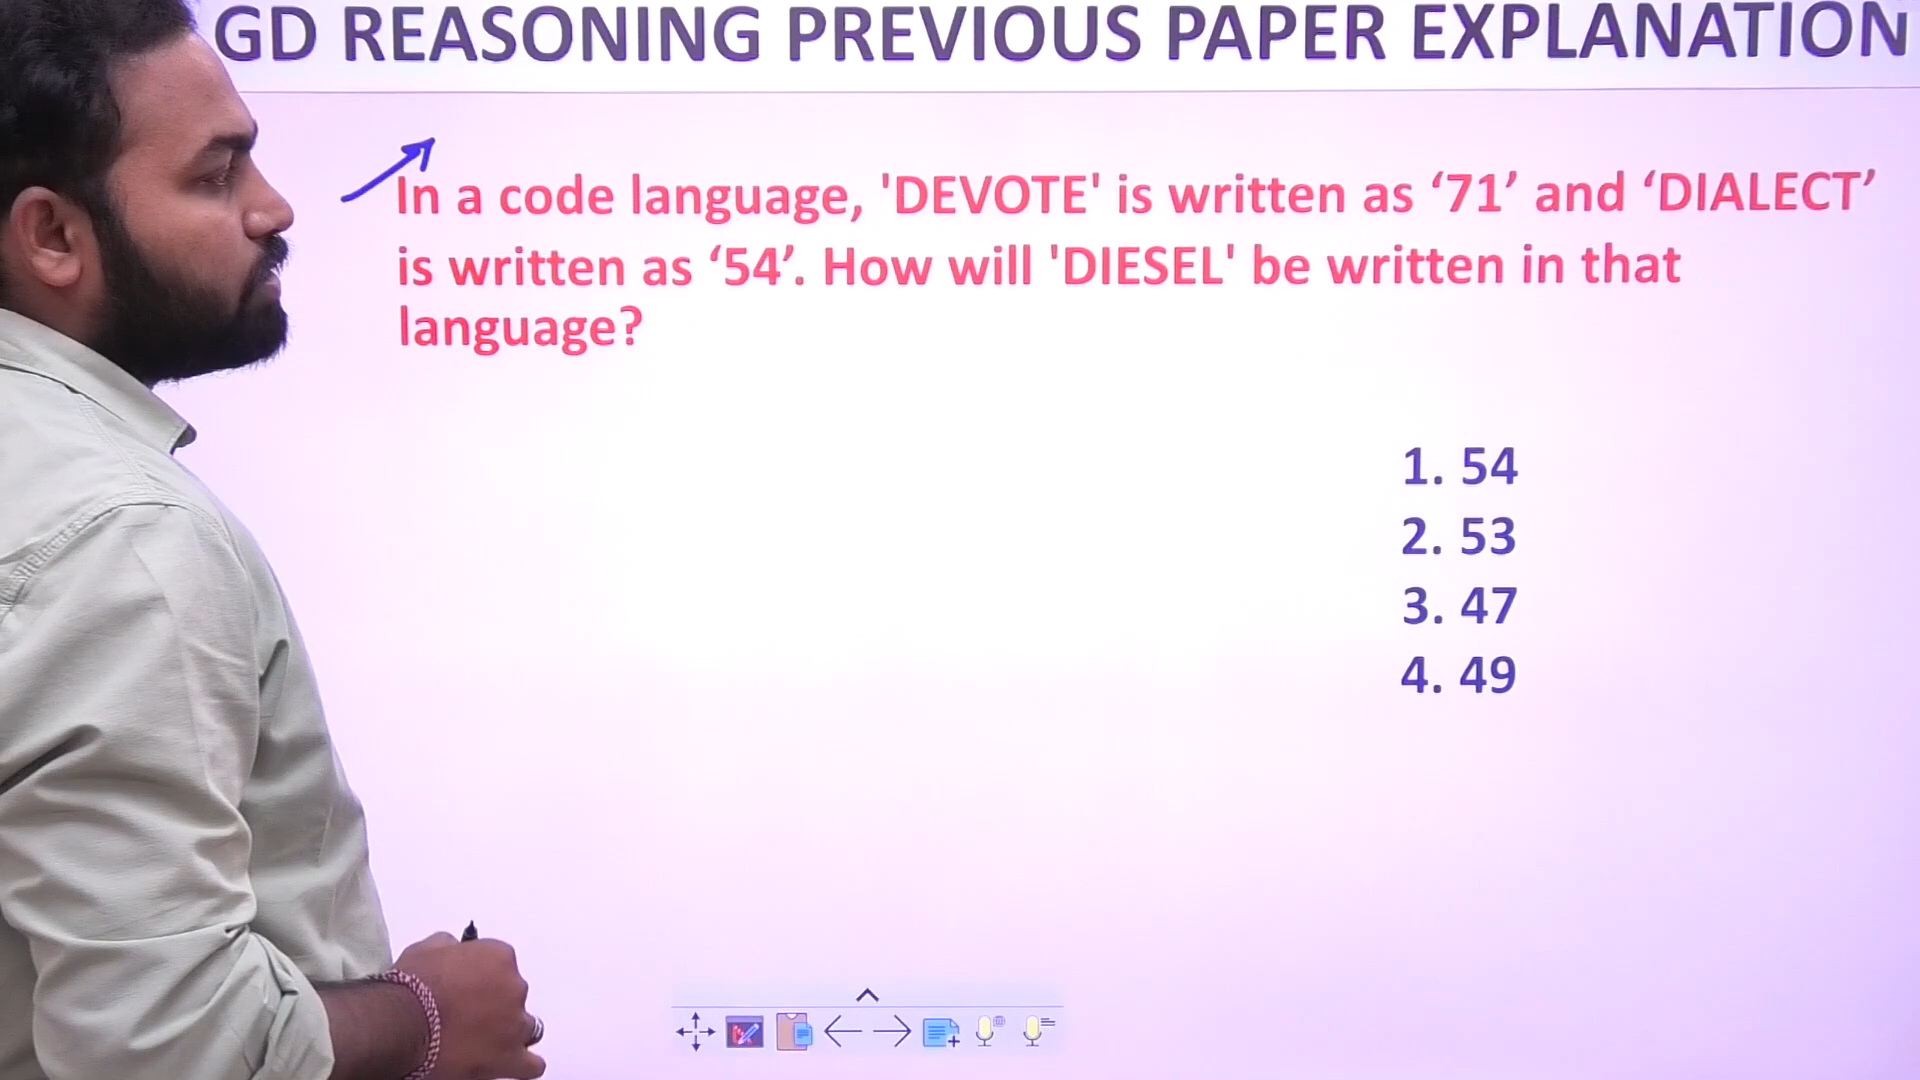 GD REASONING PREVIOUS PAPER EXPLANATION
In a code language, 'DEVOTE' is written as ‘71’ and ‘DIALECT’
is written as ‘54’. How will 'DIESEL' be written in that
language?
1. 54
2. 53
3. 47
4. 49